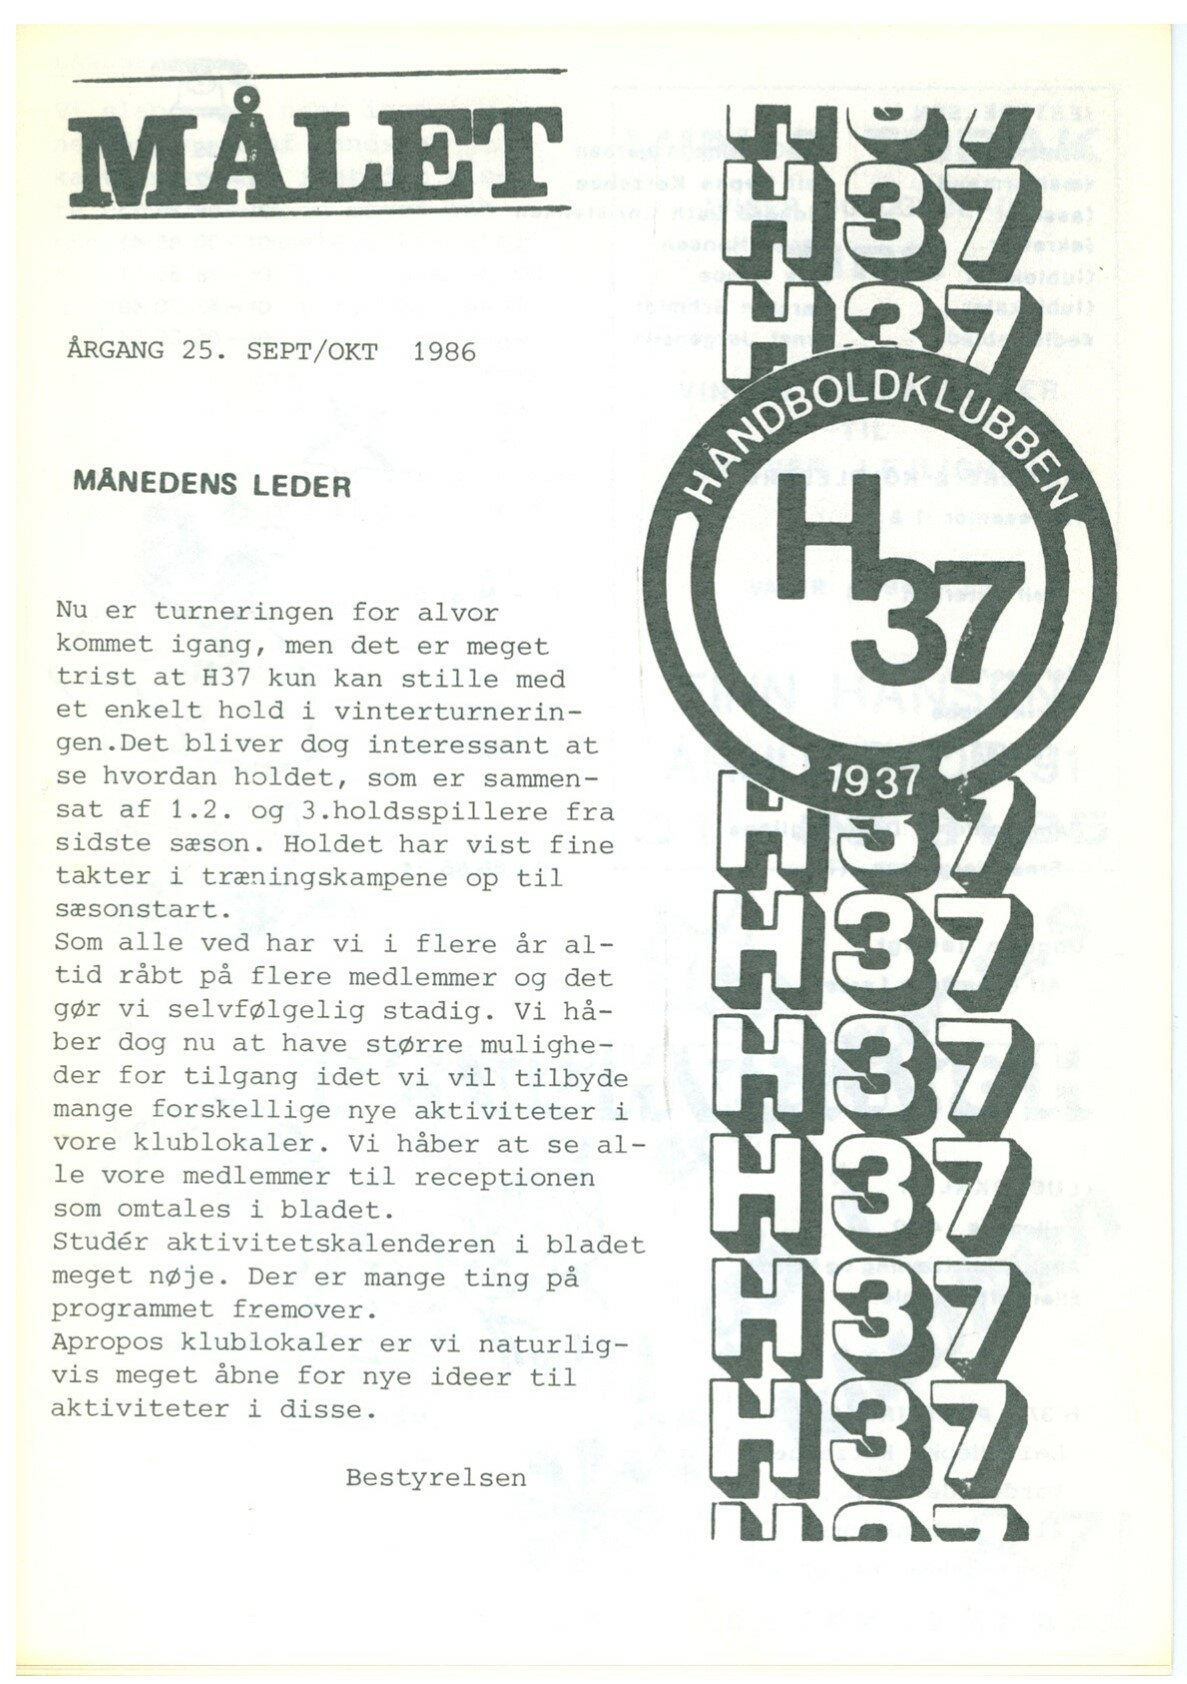 MÅLET
ÅRGANG 25. SEPT/OKT 1986
MÅNEDENS LEDER
Nu er turneringen for alvor
kommet igang, men det er meget
trist at H37 kun kan stille med
et enkelt hold i vinterturnerin-
gen.Det bliver dog interessant at
se hvordan holdet, som er sammen-
sat af 1.2. og 3.holdsspillere fra
sidste sæson. Holdet har vist fine
takter i træningskampene op til
sæsonstart.
Som alle ved har vi i flere år al-
tid råbt på flere medlemmer og det
gør vi selvfølgelig stadig. Vi hå-
ber dog nu at have større mulighe-
der for tilgang idet vi vil tilbyde
mange forskellige nye aktiviteter i
vore klublokaler. Vi håber at se al-
le vore medlemmer til receptionen
som omtales i bladet.
Studér aktivitetskalenderen i bladet
meget nøje. Der er mange ting på
programmet fremover.
Apropos klublokaler er vi naturlig-
vis meget åbne for nye ideer til
aktiviteter i disse.
Bestyrelsen
H37
H37
H37
HANDBOLDKLUBBEN
H37
1937
H37
H37
H37
H37
H37
H37
H37